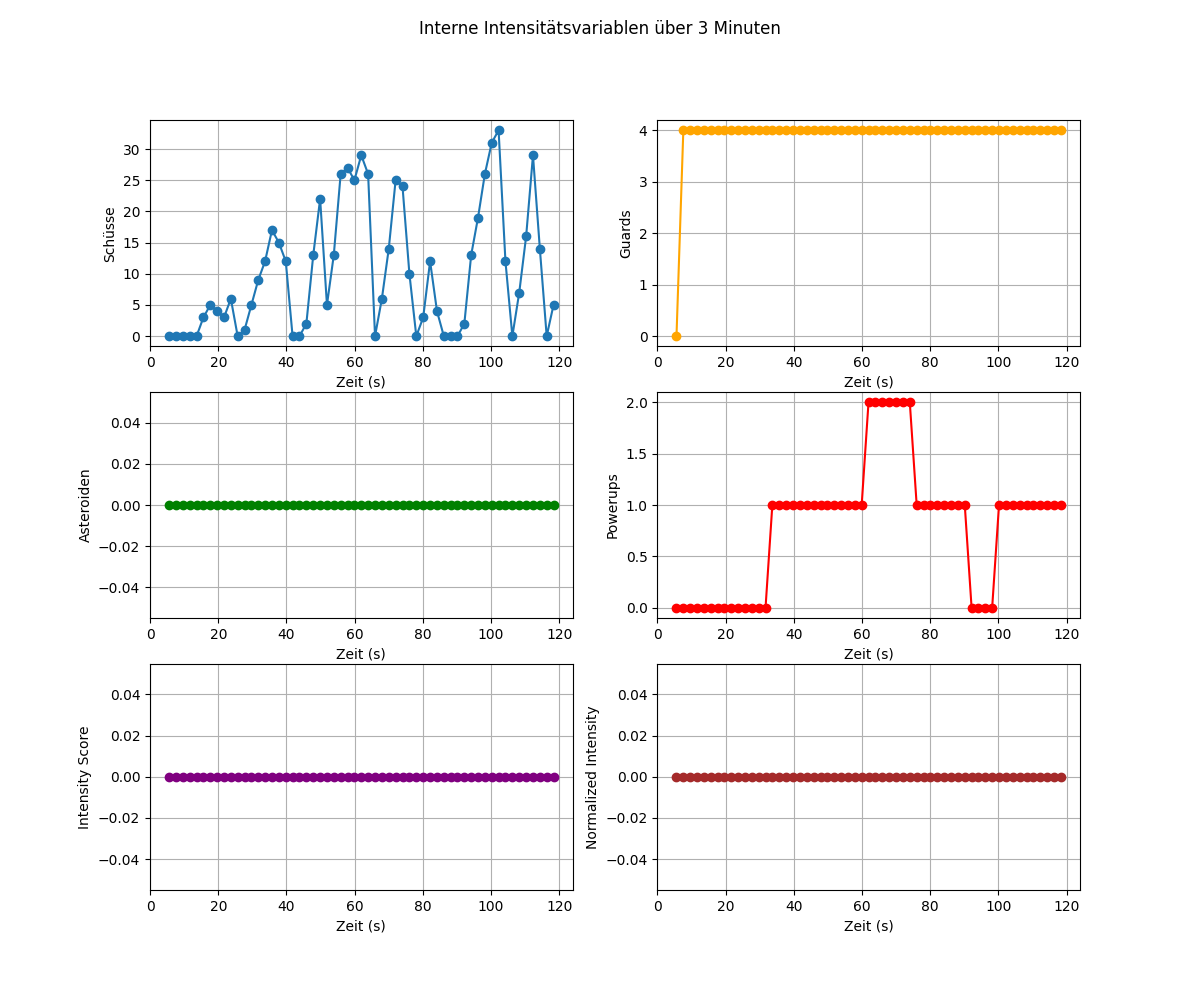 Interne Intensitätsvariablen über 3 Minuten
Schüsse
30
25
20
15
10
5
0
0 20 40 60 80 100 120
Zeit (s)
Guards
4
3
2
1
0
0 20 40 60 80 100 120
Zeit (s)
Asteroiden
0.04
0.02
0.00
−0.02
−0.04
0 20 40 60 80 100 120
Zeit (s)
Powerups
2.0
1.5
1.0
0.5
0.0
0 20 40 60 80 100 120
Zeit (s)
Intensity Score
0.04
0.02
0.00
−0.02
−0.04
0 20 40 60 80 100 120
Zeit (s)
Normalized Intensity
0.04
0.02
0.00
−0.02
−0.04
0 20 40 60 80 100 120
Zeit (s)